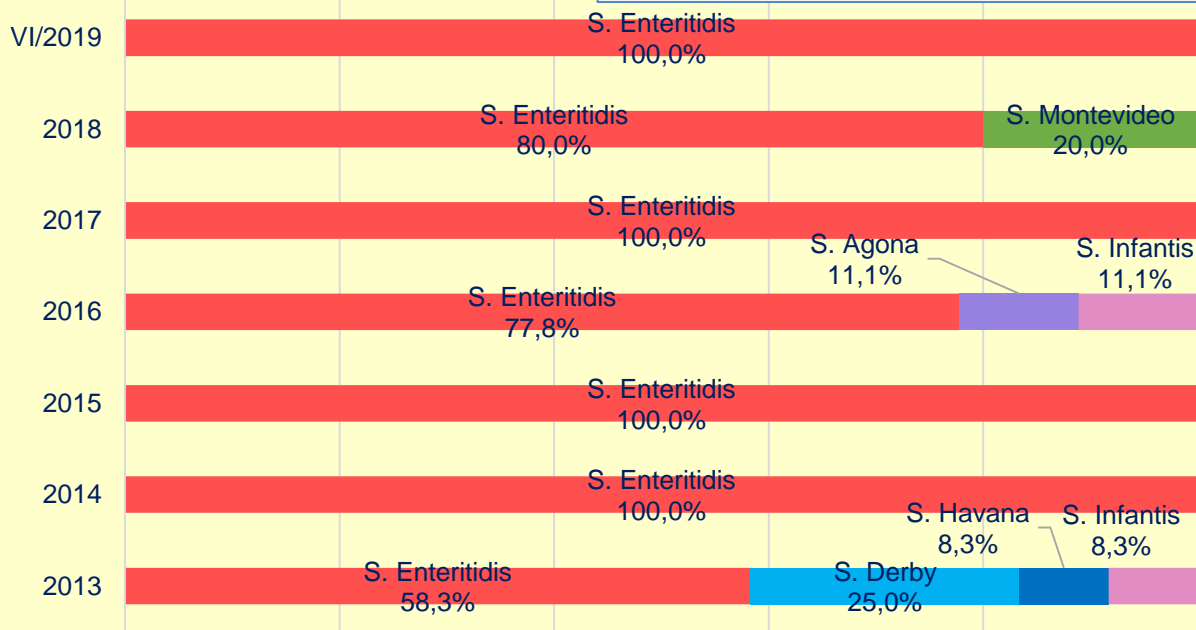 VI/2019
S. Enteritidis
100,0%
2018
S. Enteritidis
80,0%
S. Montevideo
20,0%
2017
S. Enteritidis
100,0%
2016
S. Enteritidis
77,8%
S. Agona
11,1%
S. Infantis
11,1%
2015
S. Enteritidis
100,0%
2014
S. Enteritidis
100,0%
2013
S. Enteritidis
58,3%
S. Derby
25,0%
S. Havana
8,3%
S. Infantis
8,3%